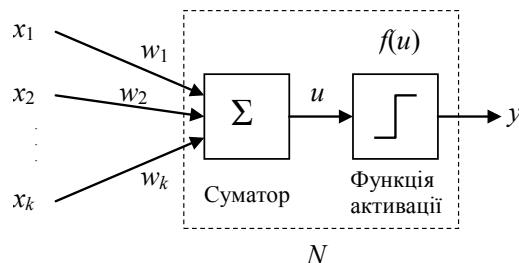 x1
w1
f(u)
x2
w2
Σ
u
y
wk
xk
Суматор
Функція
активації
N